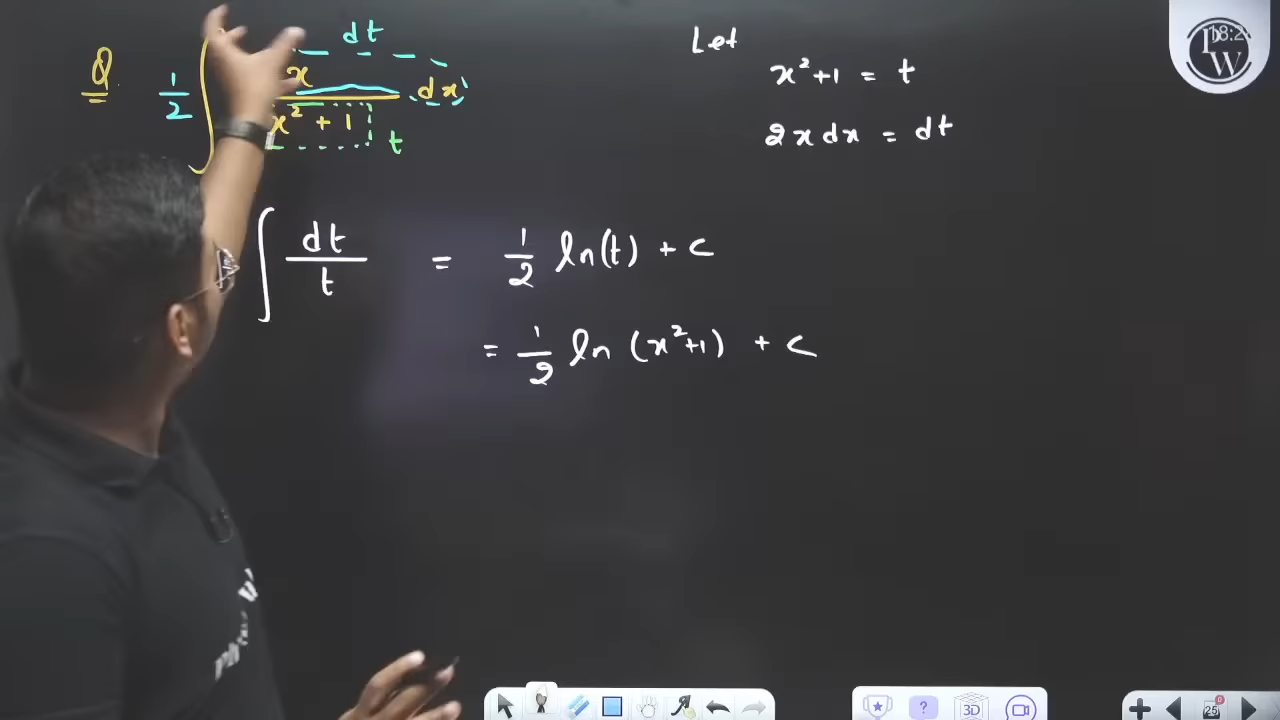 Q. 1/2 ∫ x/(x² + 1) dx
dt
t
Let
x² + 1 = t
2x dx = dt
∫ dt/t = 1/2 ln(t) + c
= 1/2 ln (x²+1) + c